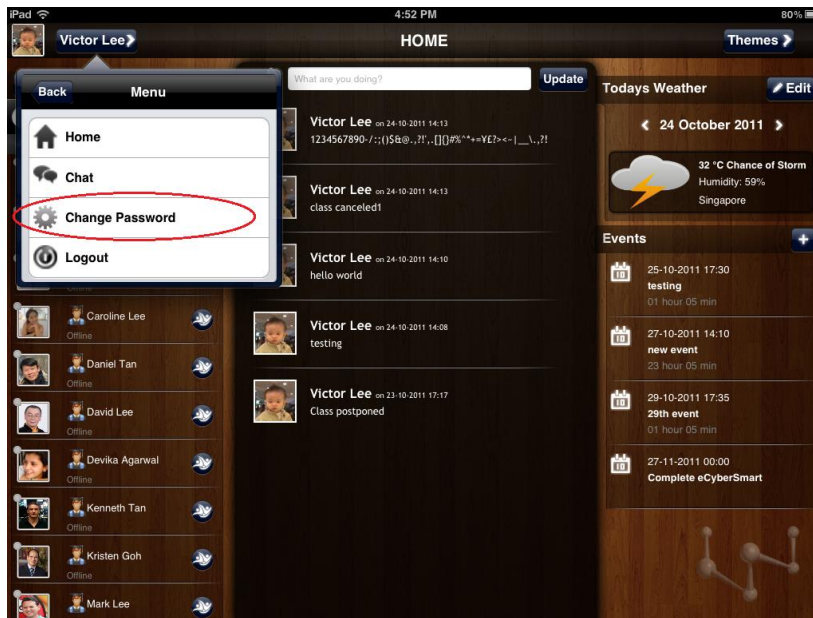 iPad
4:52 PM
80%
Victor Lee
HOME
Themes
Back
Menu
Home
Chat
Change Password
Logout
Offline
Caroline Lee
Offline
Daniel Tan
Offline
David Lee
Offline
Devika Agarwal
Offline
Kenneth Tan
Offline
Kristen Goh
Offline
Mark Lee
What are you doing?
Update
Victor Lee on 24-10-2011 14:13
1234567890-/:;()$&@.,?!',.[]{}#%^*+=¥£?><~|__\.,?!
Victor Lee on 24-10-2011 14:13
class canceled1
Victor Lee on 24-10-2011 14:10
hello world
Victor Lee on 24-10-2011 14:08
testing
Victor Lee on 23-10-2011 17:17
Class postponed
Todays Weather
Edit
24 October 2011
32 °C Chance of Storm
Humidity: 59%
Singapore
Events
+
10
25-10-2011 17:30
testing
01 hour 05 min
10
27-10-2011 14:10
new event
23 hour 05 min
10
29-10-2011 17:35
29th event
01 hour 05 min
10
27-11-2011 00:00
Complete eCyberSmart